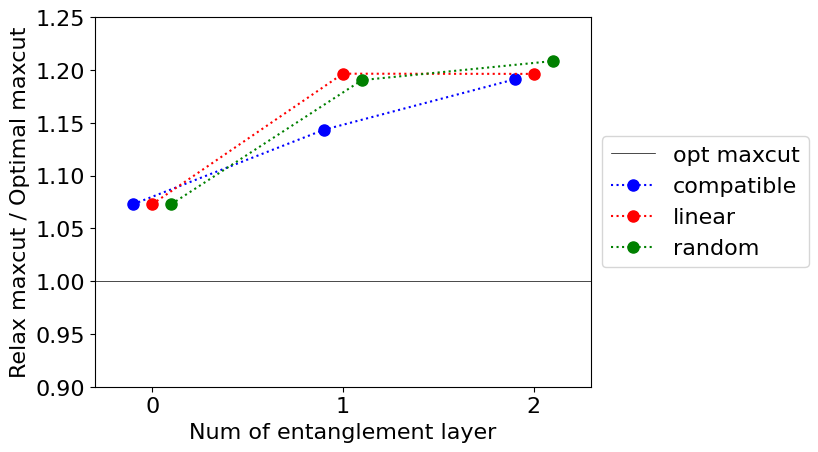 Relax maxcut / Optimal maxcut
1.25
1.20
1.15
1.10
1.05
1.00
0.95
0.90
0
1
2
Num of entanglement layer
opt maxcut
compatible
linear
random